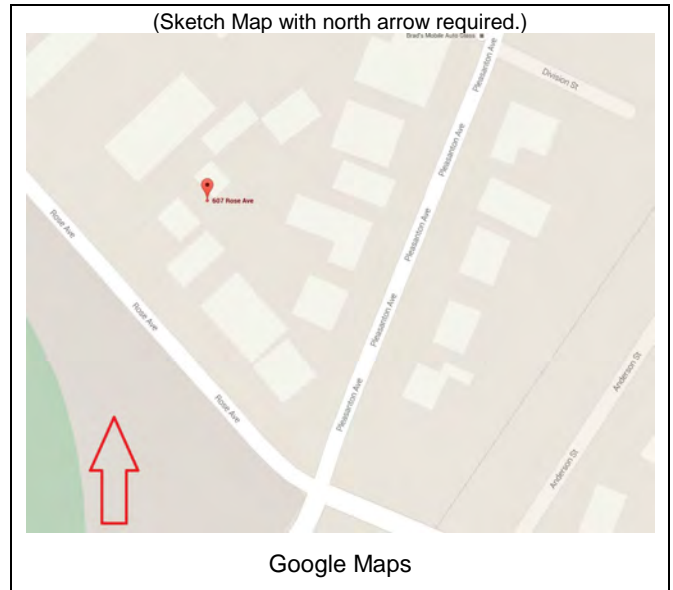 (Sketch Map with north arrow required.)
Brad's Mobile Auto Glass
Pleasanton Ave
Division St
Pleasanton Ave
607 Rose Ave
Rose Ave
Pleasanton Ave
Rose Ave
Pleasanton Ave
Anderson St
Rose Ave
Pleasanton Ave
Anderson St
Google Maps